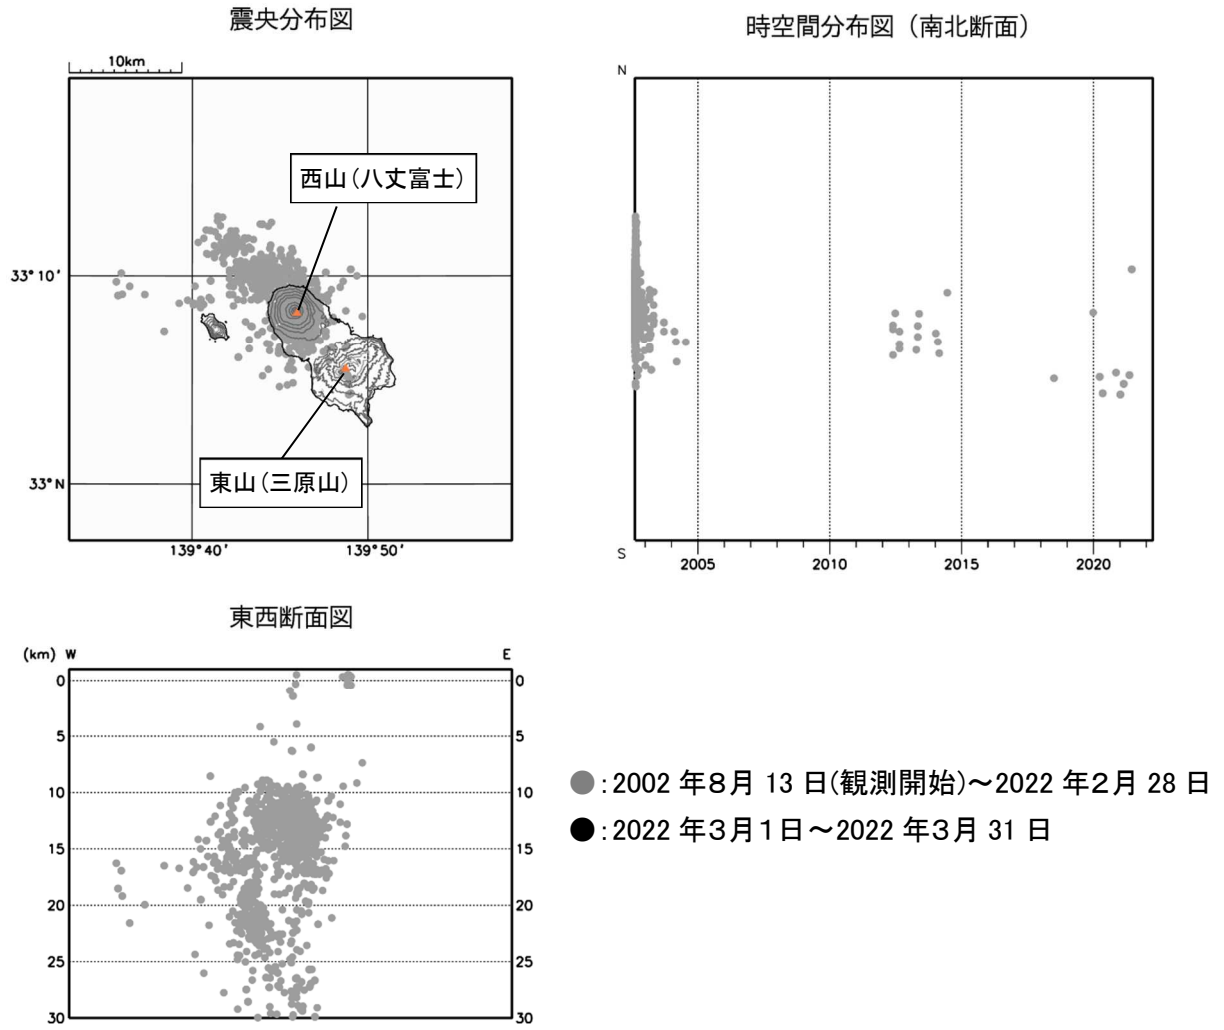 震央分布図
10km
西山(八丈富士)
33°10′
東山(三原山)
33°N
139°40′ 139°50′
時空間分布図(南北断面)
N
S
2005 2010 2015 2020
東西断面図
(km) W E
0 0
5 5
10 10
15 15
20 20
25 25
30 30
●:2002 年8月 13 日(観測開始)~2022 年2月 28 日
●:2022 年3月1日~2022 年3月 31 日